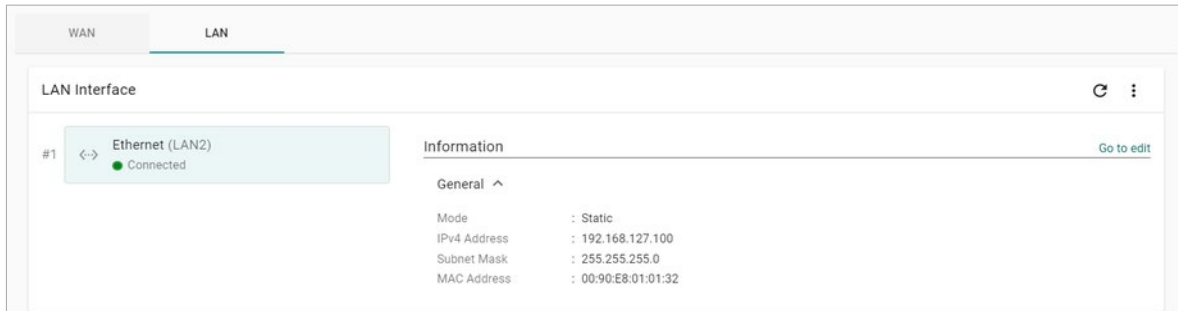 WAN LAN
LAN Interface
#1 Ethernet (LAN2)
Connected
Information Go to edit
General
Mode : Static
IPv4 Address : 192.168.127.100
Subnet Mask : 255.255.255.0
MAC Address : 00:90:E8:01:01:32